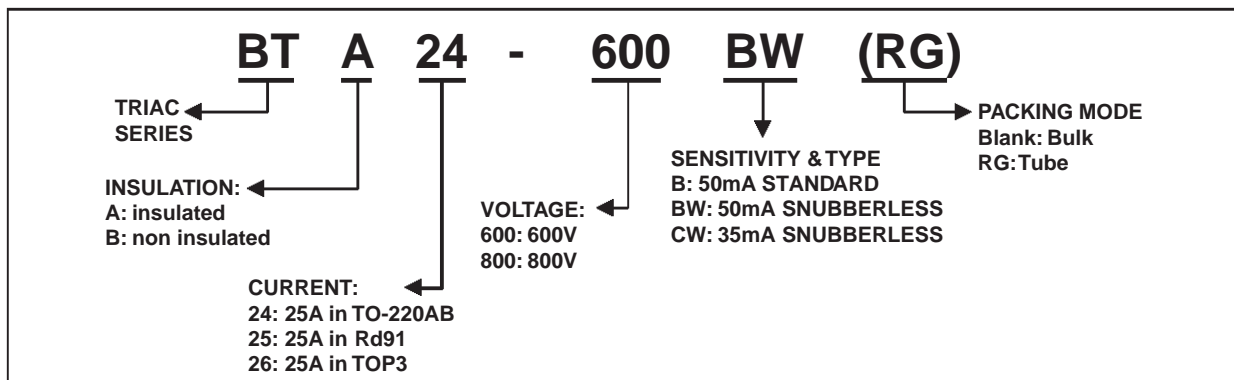 BT A 24 - 600 BW (RG)
TRIAC
SERIES
INSULATION:
A: insulated
B: non insulated
CURRENT:
24: 25A in TO-220AB
25: 25A in Rd91
26: 25A in TOP3
VOLTAGE:
600: 600V
800: 800V
SENSITIVITY & TYPE
B: 50mA STANDARD
BW: 50mA SNUBBERLESS
CW: 35mA SNUBBERLESS
PACKING MODE
Blank: Bulk
RG: Tube